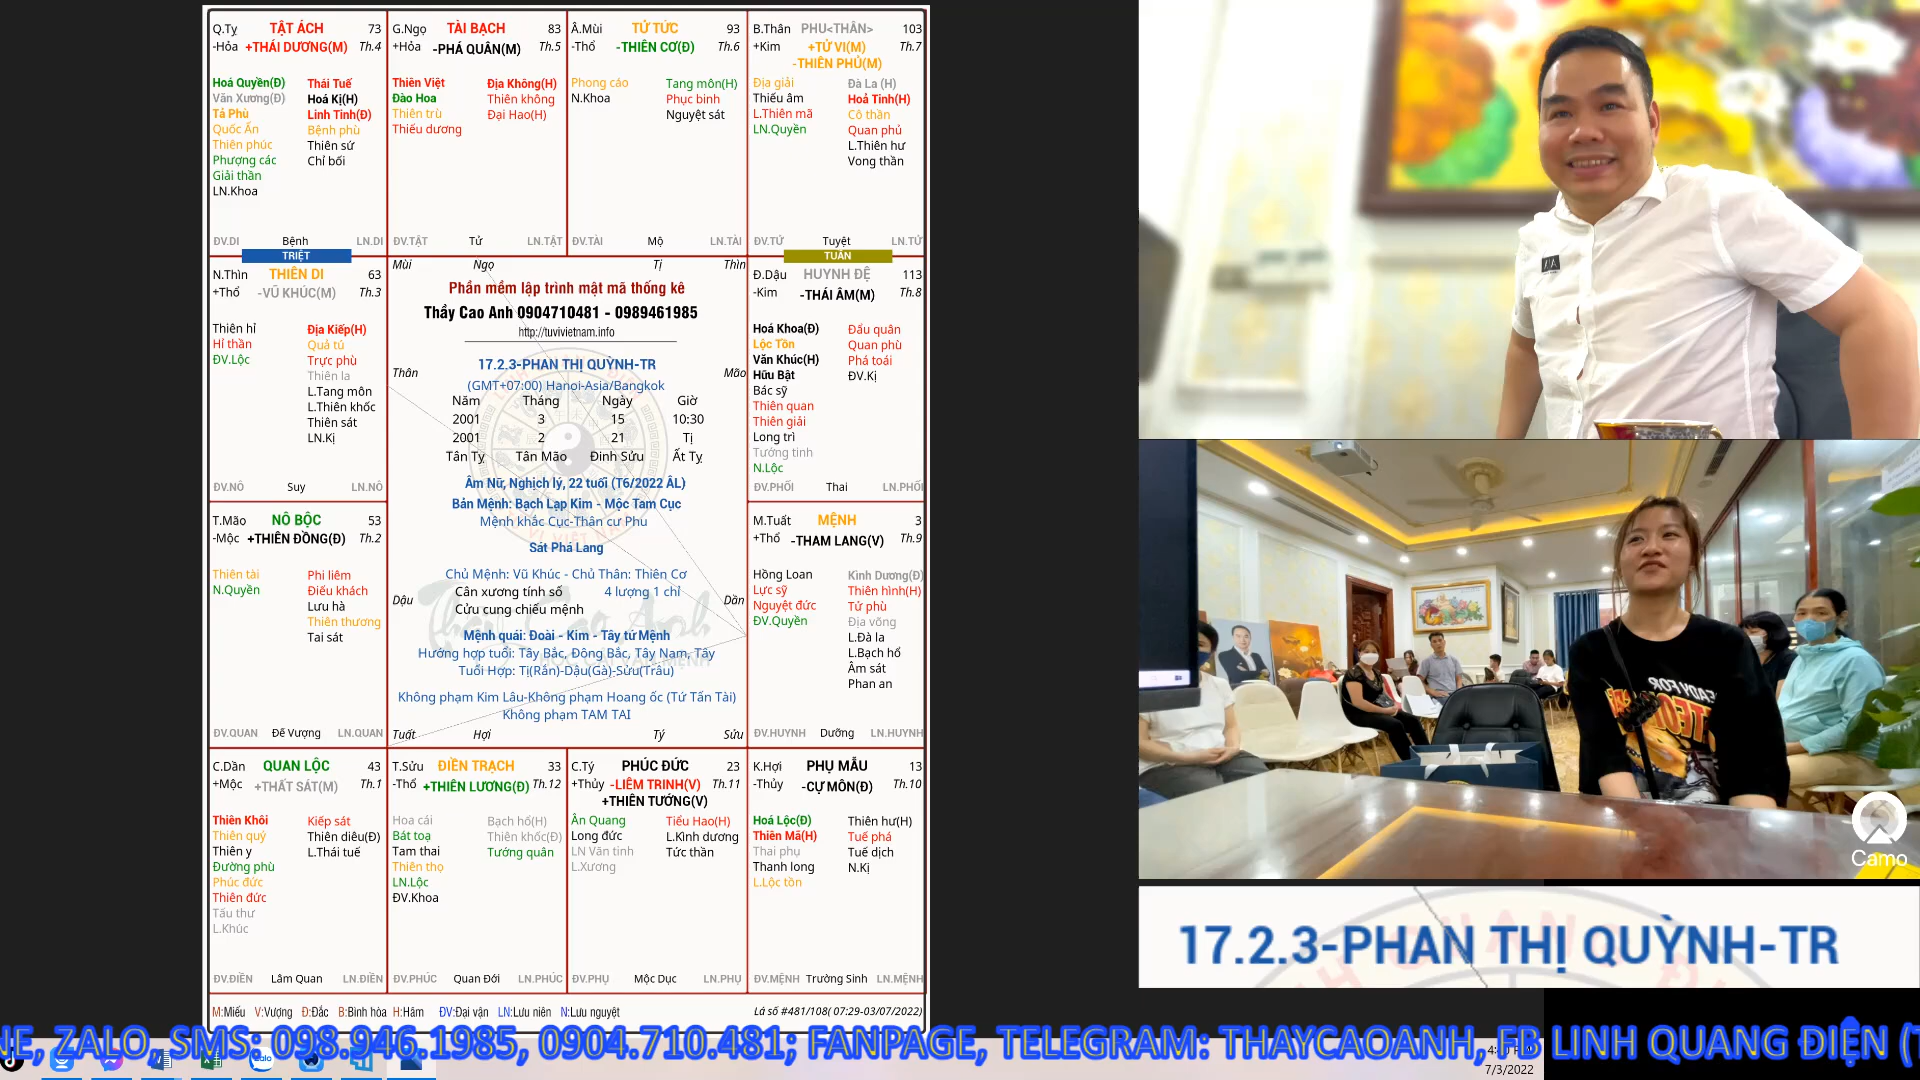 Q.Tỵ TẬT ÁCH 73
-Hỏa +THÁI DƯƠNG(M) Th.4
Hoá Quyền(Đ) Thái Tuế
Văn Xương(Đ) Hoá Kị(H)
Tả Phù Linh Tinh(Đ)
Quốc Ấn Bệnh phù
Thiên phúc Thiên sứ
Phượng các Chỉ bối
Giải thần
LN.Khoa
ĐV.DI Bệnh LN.DI
G.Ngọ TÀI BẠCH 83
+Hỏa -PHÁ QUÂN(M) Th.5
Thiên Việt Địa Không(H)
Đào Hoa Thiên không
Thiên trù Đại Hao(H)
Thiếu dương
ĐV.TẬT Tử LN.TẬT
Â.Mùi TỬ TỨC 93
-Thổ -THIÊN CƠ(Đ) Th.6
Phong cáo Tang môn(H)
N.Khoa Phục binh
Nguyệt sát
ĐV.TÀI Mộ LN.TÀI
B.Thân PHU<THÂN> 103
+Kim +TỬ VI(M) Th.7
-THIÊN PHỦ(M)
Địa giải Đà La (H)
Thiếu âm Hoả Tinh(H)
L.Thiên mã Cô thần
LN.Quyền Quan phủ
L.Thiên hư
Vong thần
ĐV.TỬ Tuyệt LN.TỬ
TRIỆT
TUẦN
N.Thìn THIÊN DI 63
+Thổ -VŨ KHÚC(M) Th.3
Thiên hỉ Địa Kiếp(H)
Hỉ thần Quả tú
ĐV.Lộc Trực phù
Thiên la
L.Tang môn
L.Thiên khốc
Thiên sát
LN.Kị
ĐV.NÔ Suy LN.NÔ
Mùi Ngọ Tị Thìn
Phần mềm lập trình mật mã thống kê
Thầy Cao Anh 0904710481 - 0989461985
http://tuvivietnam.info
17.2.3-PHAN THỊ QUỲNH-TR
Thân Mão
(GMT+07:00) Hanoi-Asia/Bangkok
Năm Tháng Ngày Giờ
2001 3 15 10:30
2001 2 21 Tị
Tân Tỵ Tân Mão Đinh Sửu Ất Tỵ
Âm Nữ, Nghịch lý, 22 tuổi (T6/2022 ÂL)
Bản Mệnh: Bạch Lạp Kim - Mộc Tam Cục
Mệnh khắc Cục-Thân cư Phu
Sát Phá Lang
Chủ Mệnh: Vũ Khúc - Chủ Thân: Thiên Cơ
Cân xương tính số 4 lượng 1 chỉ
Dậu Dần
Cửu cung chiếu mệnh
Mệnh quái: Đoài - Kim - Tây tứ Mệnh
Hướng hợp tuổi: Tây Bắc, Đông Bắc, Tây Nam, Tây
Tuổi Hợp: Tị(Rắn)-Dậu(Gà)-Sửu(Trâu)
Không phạm Kim Lâu-Không phạm Hoang ốc (Tứ Tấn Tài)
Không phạm TAM TAI
Tuất Hợi Tý Sửu
Đ.Dậu HUYNH ĐỆ 113
-Kim -THÁI ÂM(M) Th.8
Hoá Khoa(Đ) Đẩu quân
Lộc Tồn Quan phù
Văn Khúc(H) Phá toái
Hữu Bật ĐV.Kị
Bác sỹ
Thiên quan
Thiên giải
Long trì
Tướng tinh
N.Lộc
ĐV.PHỐI Thai LN.PHỐI
T.Mão NÔ BỘC 53
-Mộc +THIÊN ĐỒNG(Đ) Th.2
Thiên tài Phi liêm
N.Quyền Điếu khách
Lưu hà
Thiên thương
Tai sát
ĐV.QUAN Đế Vượng LN.QUAN
M.Tuất MỆNH 3
+Thổ -THAM LANG(V) Th.9
Hồng Loan Kình Dương(Đ)
Lực sỹ Thiên hình(H)
Nguyệt đức Tử phù
ĐV.Quyền Địa võng
L.Đà la
L.Bạch hổ
Âm sát
Phan an
ĐV.HUYNH Dưỡng LN.HUYNH
C.Dần QUAN LỘC 43
+Mộc +THẤT SÁT(M) Th.1
Thiên Khôi Kiếp sát
Thiên quý Thiên diêu(Đ)
Thiên y L.Thái tuế
Đường phù
Phúc đức
Thiên đức
Tấu thư
L.Khúc
ĐV.ĐIỀN Lâm Quan LN.ĐIỀN
T.Sửu ĐIỀN TRẠCH 33
-Thổ +THIÊN LƯƠNG(Đ) Th.12
Hoa cái Bạch hổ(H)
Bát toạ Thiên khốc(Đ)
Tam thai Tướng quân
Thiên thọ
LN.Lộc
ĐV.Khoa
ĐV.PHÚC Quan Đới LN.PHÚC
C.Tý PHÚC ĐỨC 23
+Thủy -LIÊM TRINH(V) Th.11
+THIÊN TƯỚNG(V)
Ân Quang Tiểu Hao(H)
Long đức L.Kình dương
LN Văn tinh Tức thần
L.Xương
ĐV.PHỤ Mộc Dục LN.PHỤ
K.Hợi PHỤ MẪU 13
-Thủy -CỰ MÔN(Đ) Th.10
Hoá Lộc(Đ) Thiên hư(H)
Thiên Mã(H) Tuế phá
Thai phụ Tuế dịch
Thanh long N.Kị
L.Lộc tồn
ĐV.MỆNH Trường Sinh LN.MỆNH
M:Miếu V:Vượng Đ:Đắc B:Bình hòa H:Hãm ĐV:Đại vận LN:Lưu niên N:Lưu nguyệt
Lá số #481/108( 07:29-03/07/2022)
Camo
17.2.3-PHAN THỊ QUỲNH-TR
NE, ZALO, SMS: 098.946.1985, 0904.710.481; FANPAGE, TELEGRAM: THAYCAOANH, FB LINH QUANG ĐIỆN (T
7/3/2022